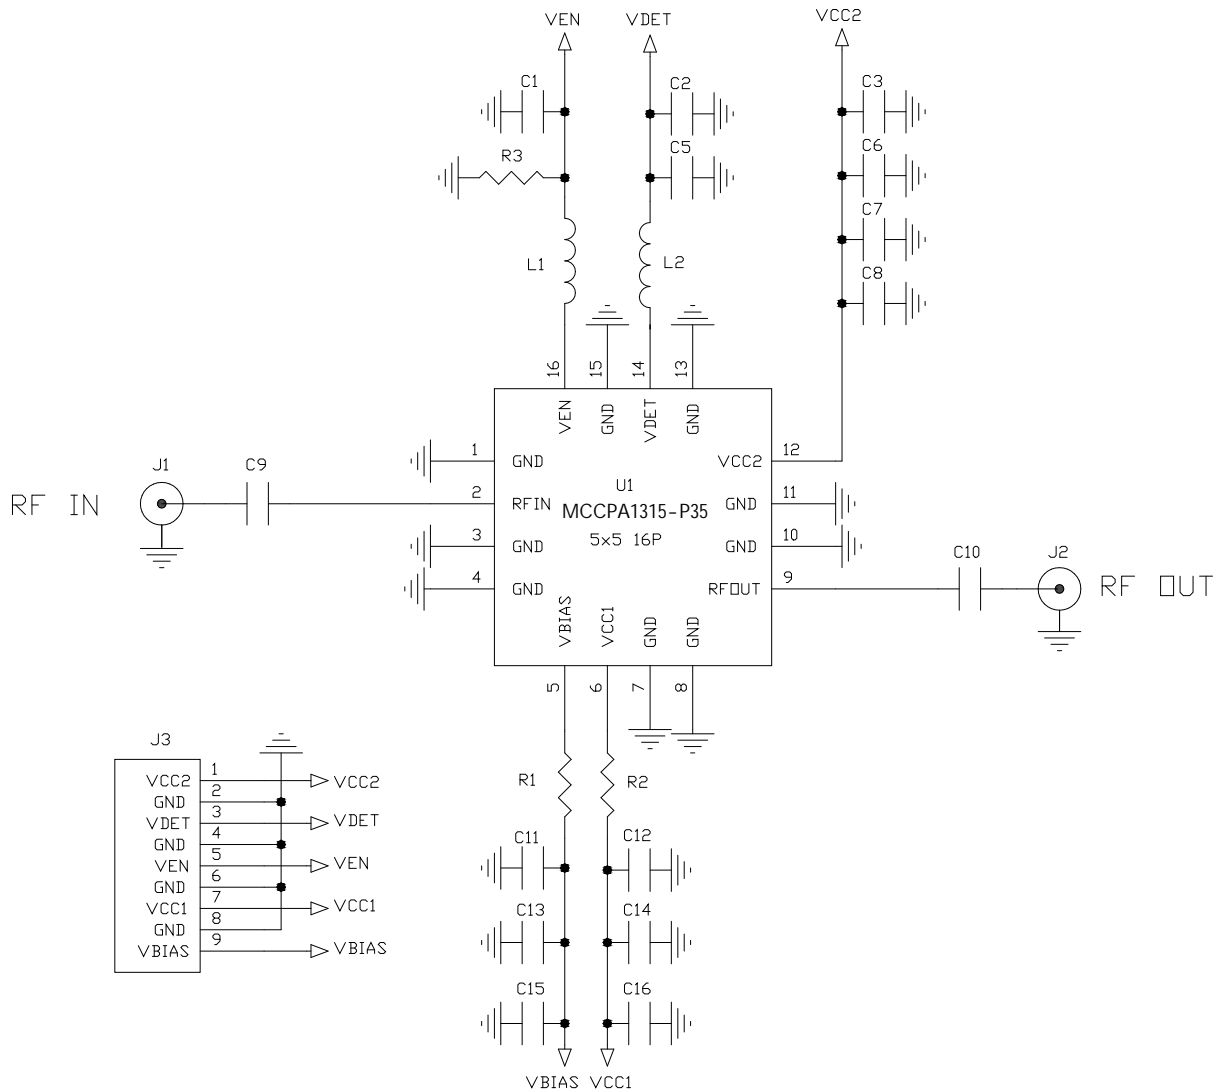 VEN
VDET
VCC2
C1
C2
C3
R3
C5
C6
C7
C8
L1
L2
16
15
14
13
VEN
GND
VDET
GND
1
GND
VCC2
12
RF IN
J1
C9
2
RFIN
U1
MCCPA1315-P35
5x5 16P
GND
11
3
GND
GND
10
4
GND
RFOUT
9
C10
J2
RF OUT
VBIAS
VCC1
GND
GND
5
6
7
8
R1
R2
J3
VCC2
1
VCC2
GND
2
VDET
3
VDET
GND
4
VEN
5
VEN
GND
6
VCC1
7
VCC1
GND
8
VBIAS
9
VBIAS
C11
C12
C13
C14
C15
C16
VBIAS
VCC1